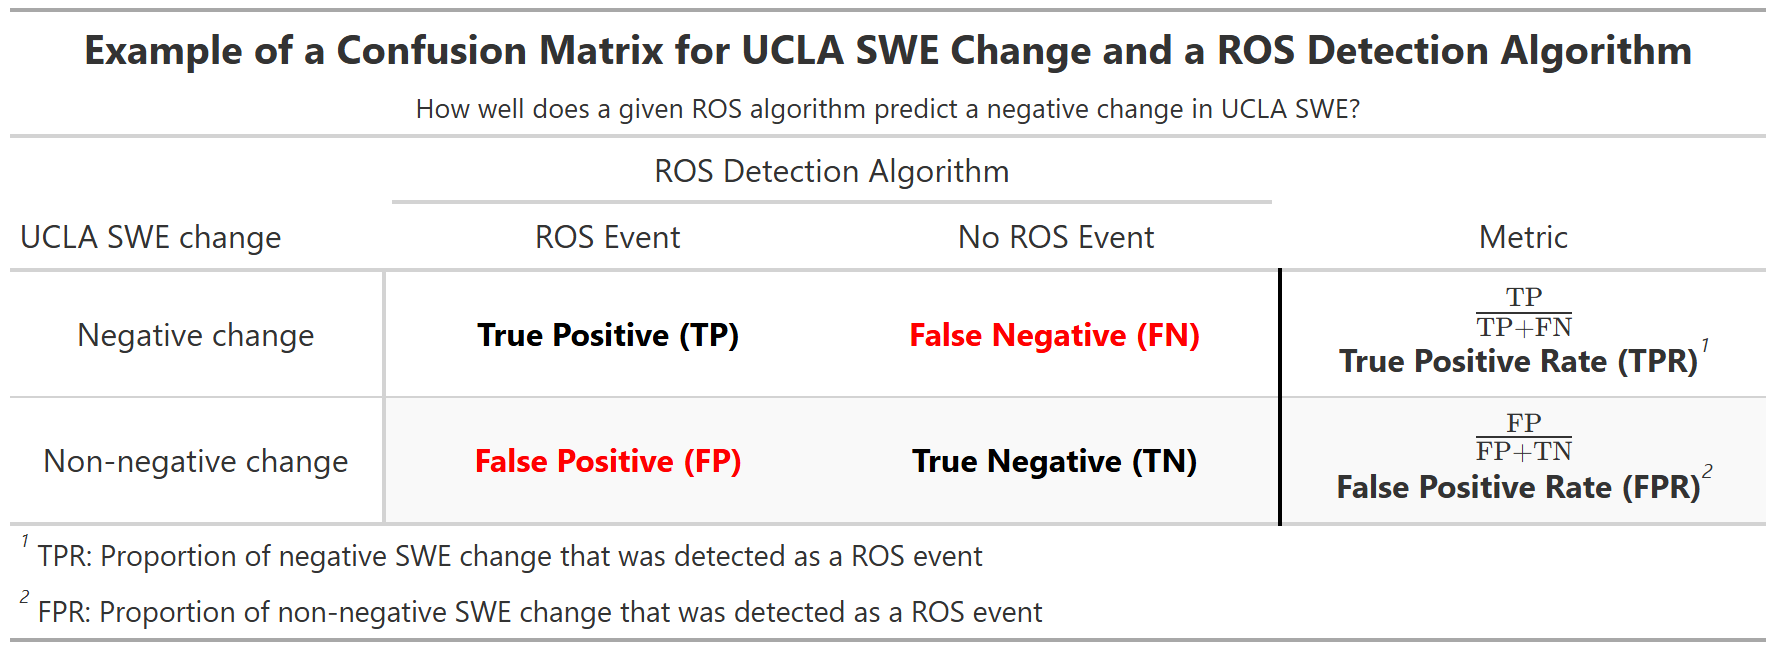 Example of a Confusion Matrix for UCLA SWE Change and a ROS Detection Algorithm
How well does a given ROS algorithm predict a negative change in UCLA SWE?
ROS Detection Algorithm
UCLA SWE change ROS Event No ROS Event Metric
Negative change True Positive (TP) False Negative (FN) TP
TP+FN
True Positive Rate (TPR)1
Non-negative change False Positive (FP) True Negative (TN) FP
FP+TN
False Positive Rate (FPR)2
1 TPR: Proportion of negative SWE change that was detected as a ROS event
2 FPR: Proportion of non-negative SWE change that was detected as a ROS event